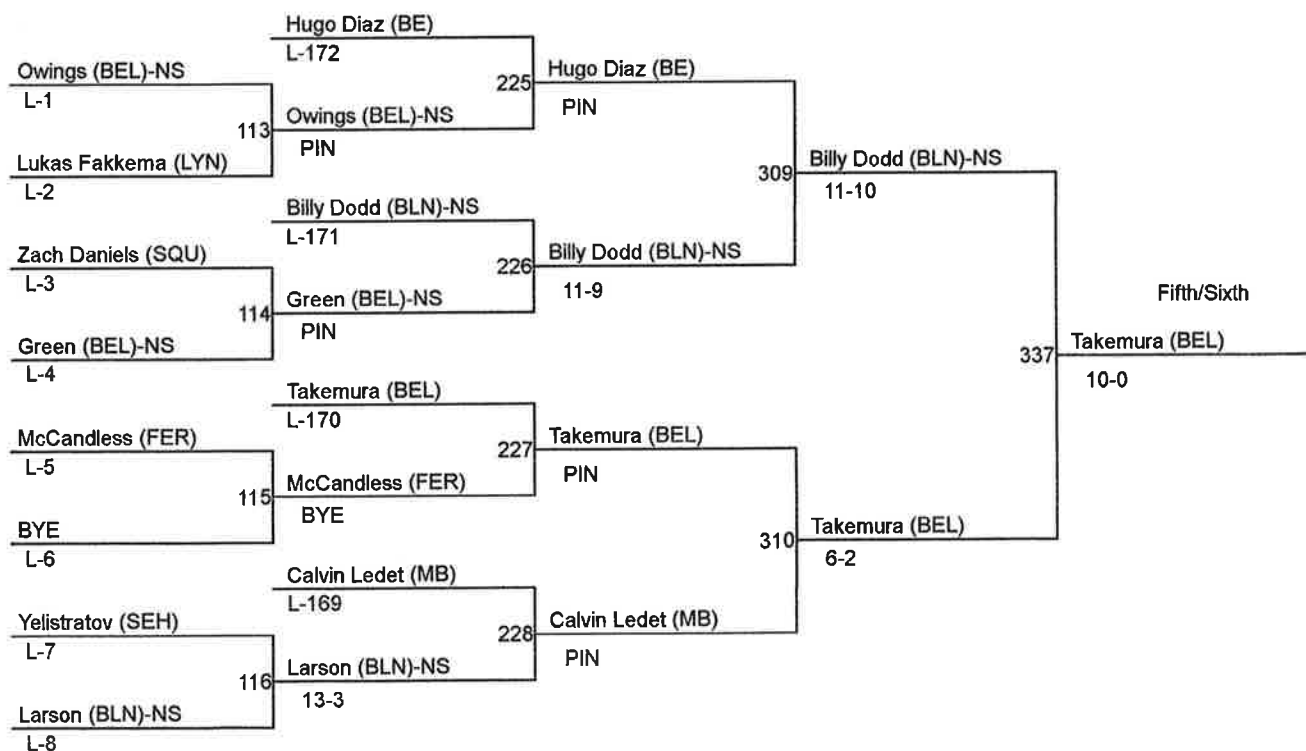 Hugo Diaz (BE)
L-172
Owings (BEL)-NS
L-1
225
Hugo Diaz (BE)
PIN
113
Owings (BEL)-NS
PIN
Lukas Fakkema (LYN)
L-2
309
Billy Dodd (BLN)-NS
11-10
Billy Dodd (BLN)-NS
L-171
Zach Daniels (SQU)
L-3
226
Billy Dodd (BLN)-NS
11-9
114
Green (BEL)-NS
PIN
Fifth/Sixth
Green (BEL)-NS
L-4
337
Takemura (BEL)
10-0
Takemura (BEL)
L-170
McCandless (FER)
L-5
227
Takemura (BEL)
PIN
115
McCandless (FER)
BYE
BYE
L-6
310
Takemura (BEL)
6-2
Calvin Ledet (MB)
L-169
Yelistratov (SEH)
L-7
228
Calvin Ledet (MB)
PIN
116
Larson (BLN)-NS
13-3
Larson (BLN)-NS
L-8